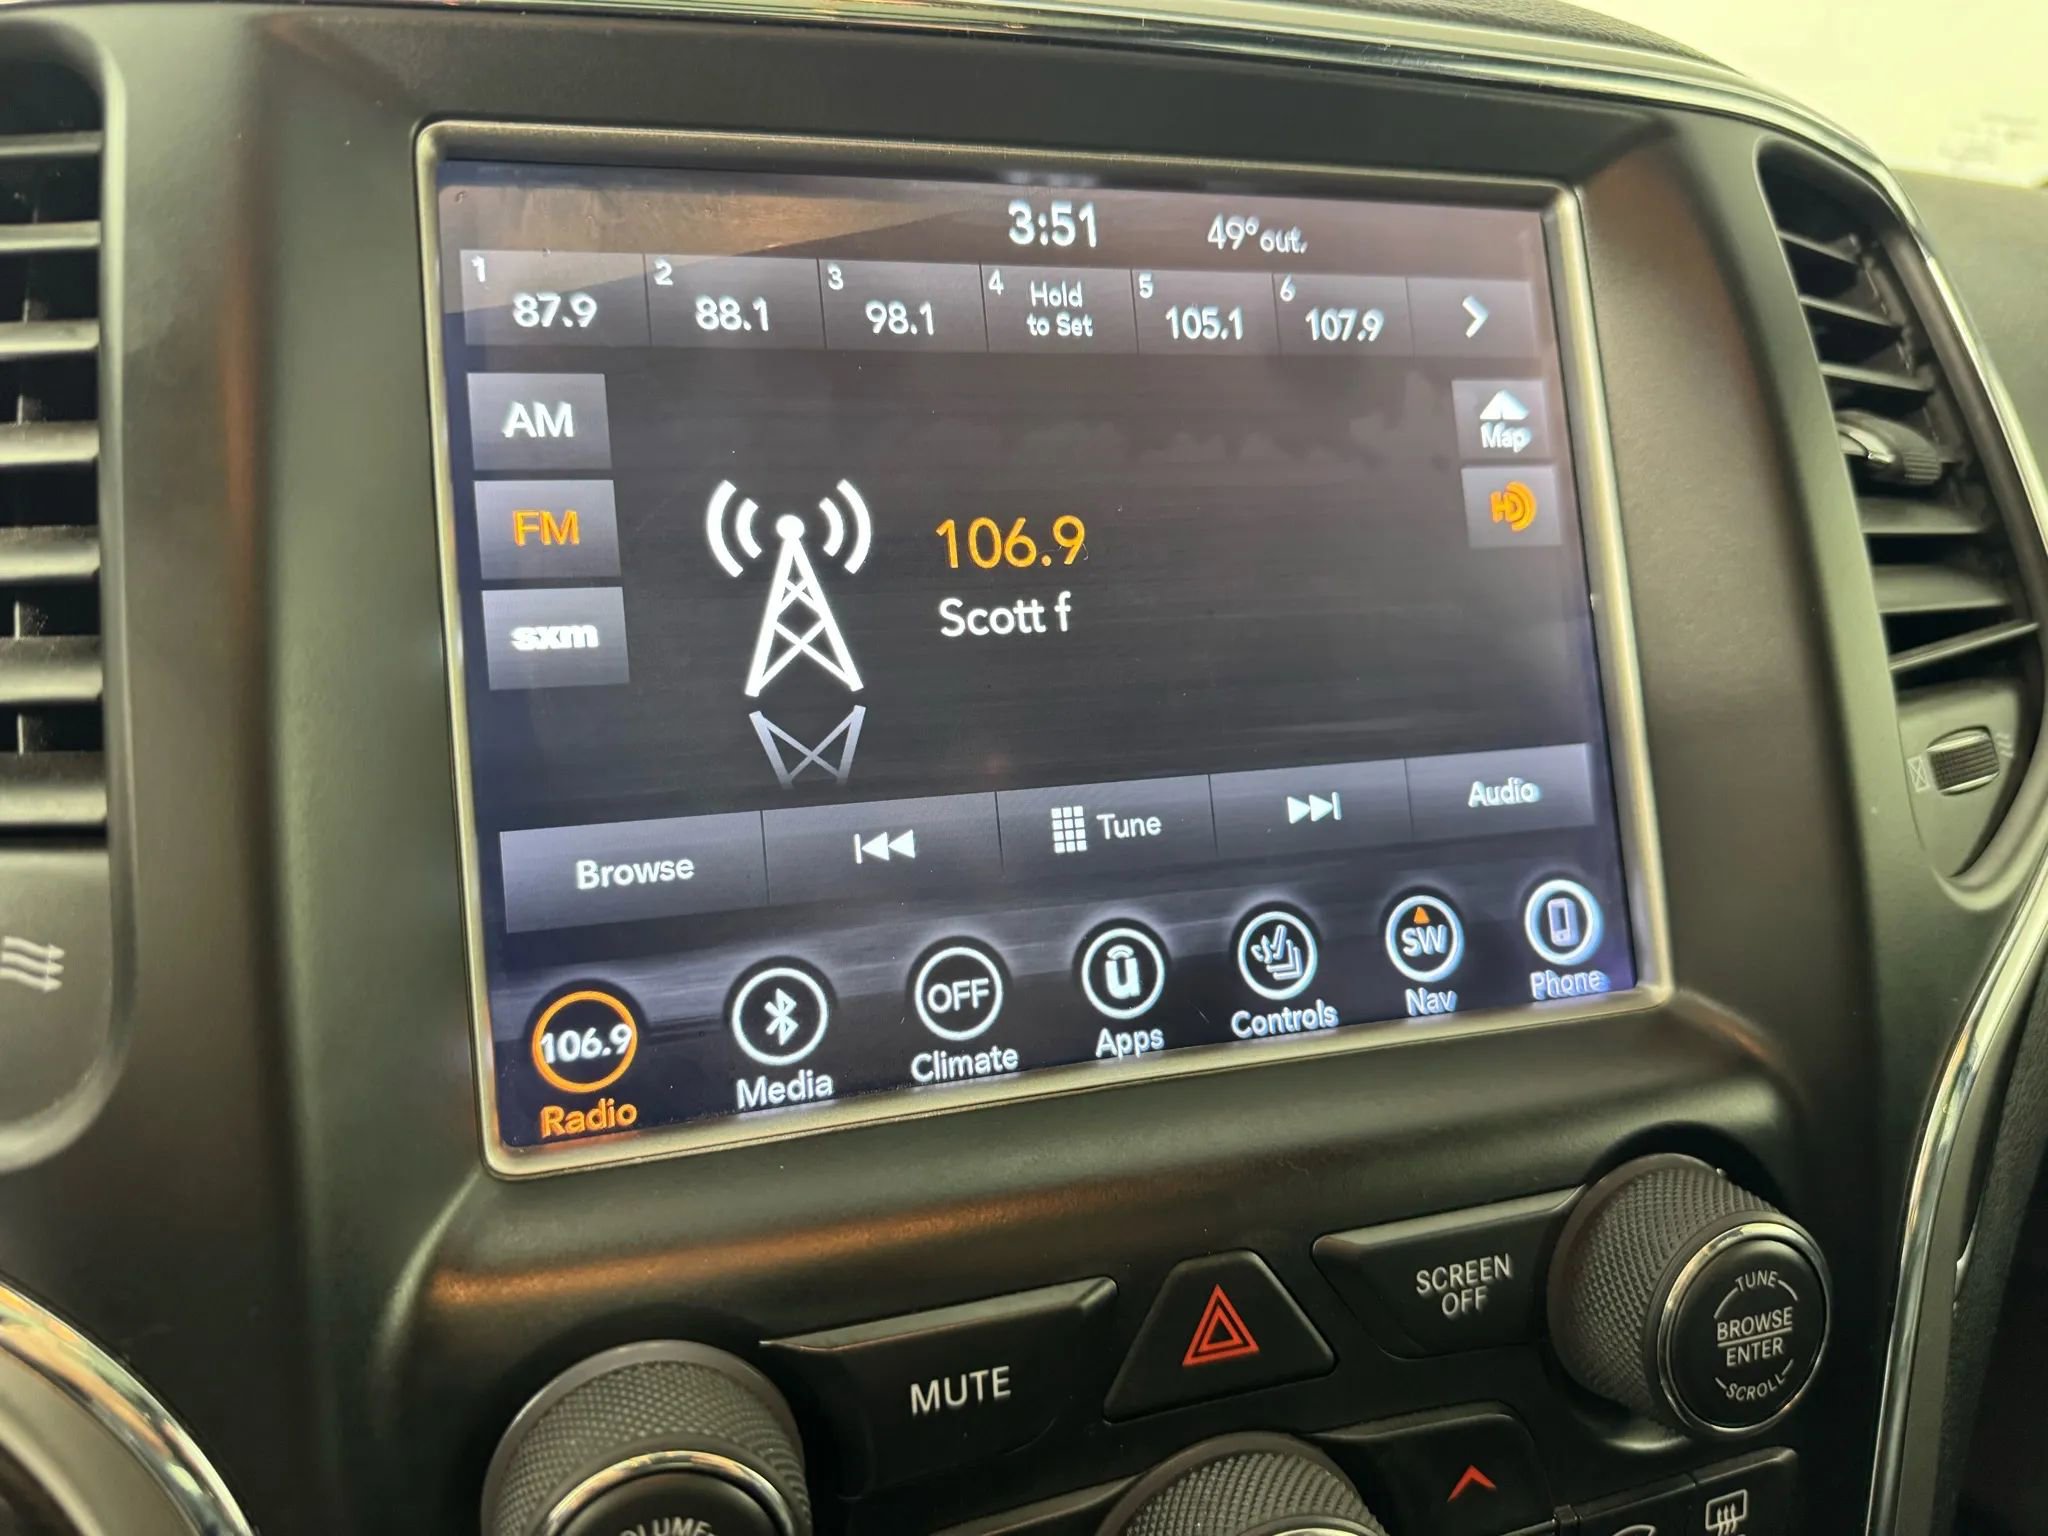 3:51 49°out.
1 87.9 2 88.1 3 98.1 4 Hold to Set 5 105.1 6 107.9
AM
Map
FM
HD
106.9
Scott f
sxm
Browse Tune Audio
106.9 OFF ü SW
Radio Media Climate Apps Controls Nav Phone
SCREEN
OFF
TUNE
BROWSE
ENTER
SCROLL
MUTE
VOLUME